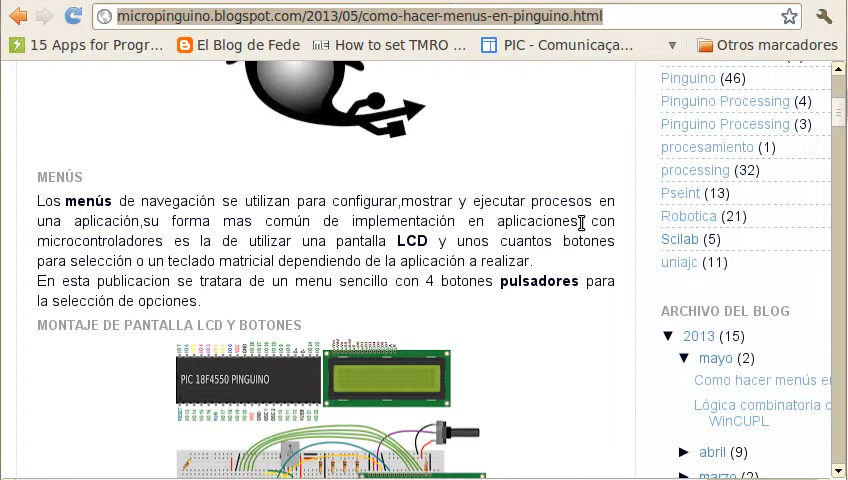 micropinguino.blogspot.com/2013/05/como-hacer-menus-en-pinguino.html
15 Apps for Progr...
El Blog de Fede
How to set TMRO ...
PIC - Comunicaça...
Otros marcadores
MENÚS
Los menús de navegación se utilizan para configurar,mostrar y ejecutar procesos en
una aplicación,su forma mas común de implementación en aplicaciones con
microcontroladores es la de utilizar una pantalla LCD y unos cuantos botones
para selección o un teclado matricial dependiendo de la aplicación a realizar.
En esta publicacion se tratara de un menu sencillo con 4 botones pulsadores para
la selección de opciones.
MONTAJE DE PANTALLA LCD Y BOTONES
PIC 18F4550 PINGUINO
Pinguino (46)
Pinguino Processing (4)
Pinguino Processing (3)
procesamiento (1)
processing (32)
Pseint (13)
Robotica (21)
Scilab (5)
uniajc (11)
ARCHIVO DEL BLOG
▼ 2013 (15)
▼ mayo (2)
Como hacer menús en
Lógica combinatoria c
WinCUPL
► abril (9)
► marzo (2)